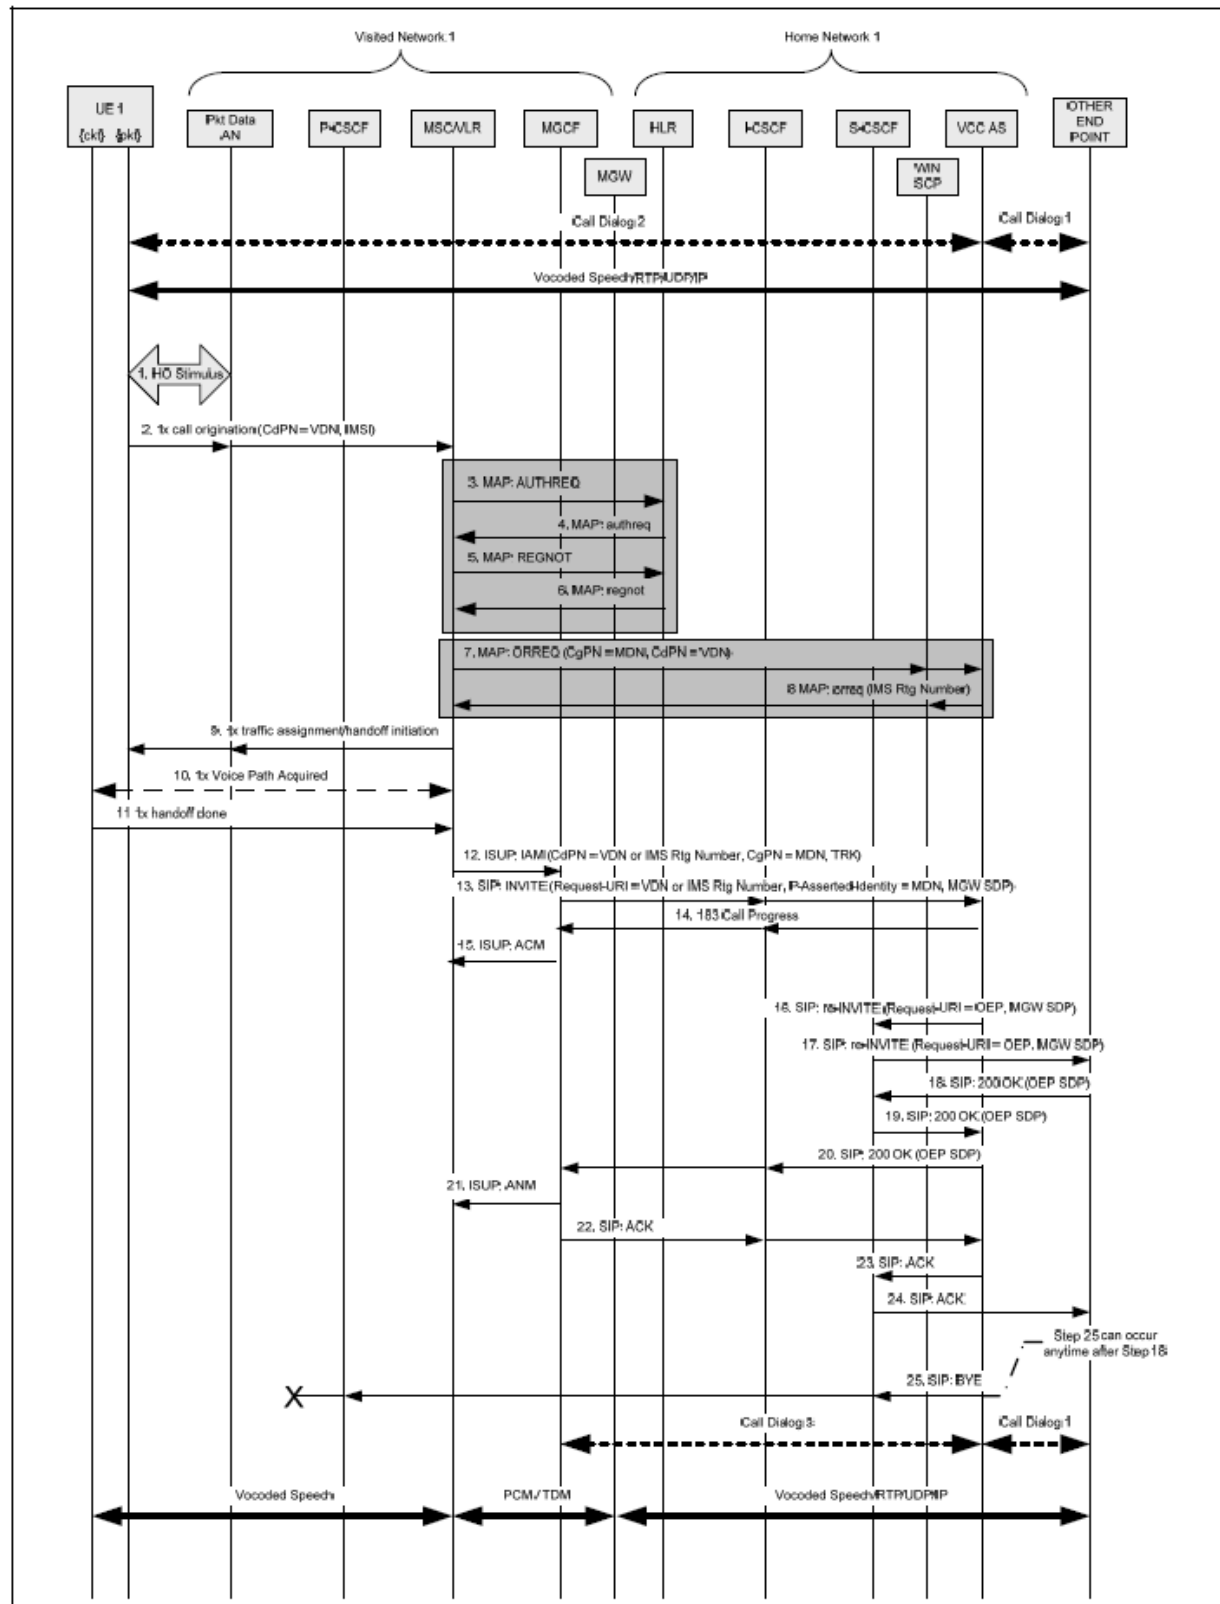 Visited Network 1
Home Network 1
UE 1
{ckt} {pkt}
Pkt Data
AN
P-CSCF
MSC/VLR
MGCF
HLR
I-CSCF
S-CSCF
VCC AS
OTHER
END
POINT
MGW
WIN
SCP
Call Dialog 2
Call Dialog 1
Vocoded Speech/RTP/UDP/IP
1. HO Stimulus
2. 1x call origination (CdPN = VDN, IMSI)
3. MAP: AUTHREQ
4. MAP: authreq
5. MAP: REGNOT
6. MAP: regnot
7. MAP: ORREQ (CgPN = MDN, CdPN = VDN)
8 MAP: orreq (IMS Rtg Number)
9. 1x traffic assignment/handoff initiation
10. 1x Voice Path Acquired
11 1x handoff done
12. ISUP: IAM (CdPN = VDN or IMS Rtg Number, CgPN = MDN, TRK)
13. SIP: INVITE (Request-URI = VDN or IMS Rtg Number, P-Asserted-Identity = MDN, MGW SDP)
14. 183 Call Progress
15. ISUP: ACM
16. SIP: re-INVITE (Request-URI = OEP, MGW SDP)
17. SIP: re-INVITE (Request-URI = OEP. MGW SDP)
18. SIP: 200 OK (OEP SDP)
19. SIP: 200 OK (OEP SDP)
20. SIP: 200 OK (OEP SDP)
21. ISUP: ANM
22. SIP: ACK
23. SIP: ACK
24. SIP: ACK
Step 25 can occur
anytime after Step 18
25. SIP: BYE
X
Call Dialog 3
Call Dialog 1
Vocoded Speech
PCM / TDM
Vocoded Speech/RTP/UDP/IP